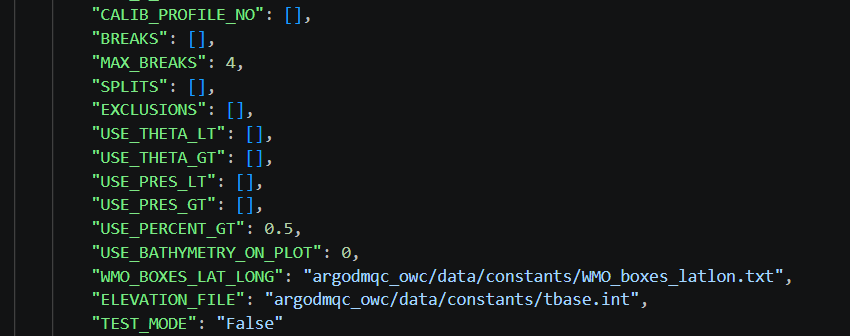 "CALIB_PROFILE_NO": [],
"BREAKS": [],
"MAX_BREAKS": 4,
"SPLITS": [],
"EXCLUSIONS": [],
"USE_THETA_LT": [],
"USE_THETA_GT": [],
"USE_PRES_LT": [],
"USE_PRES_GT": [],
"USE_PERCENT_GT": 0.5,
"USE_BATHYMETRY_ON_PLOT": 0,
"WMO_BOXES_LAT_LONG": "argodmqc_owc/data/constants/WMO_boxes_latlon.txt",
"ELEVATION_FILE": "argodmqc_owc/data/constants/tbase.int",
"TEST_MODE": "False"